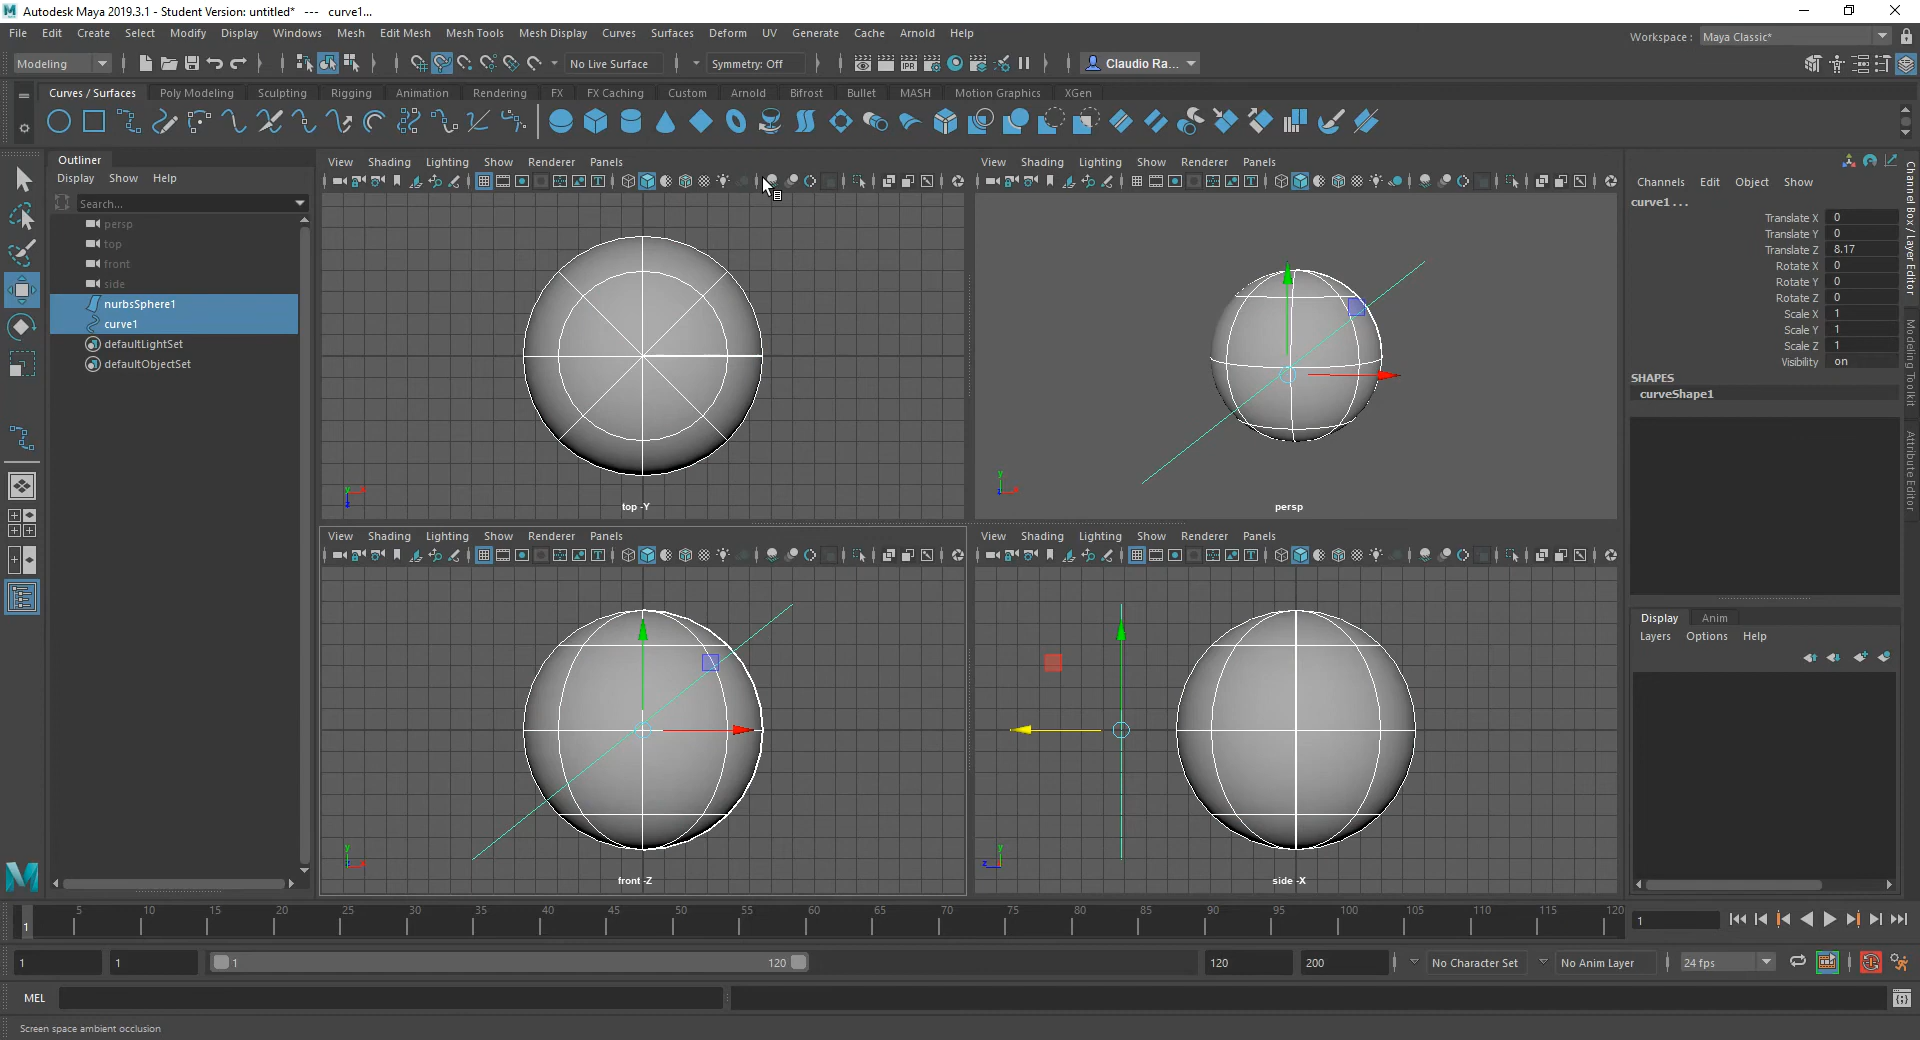 Autodesk Maya 2019.3.1 - Student Version: untitled* --- curve1...
File Edit Create Select Modify Display Windows Mesh Edit Mesh Mesh Tools Mesh Display Curves Surfaces Deform UV Generate Cache Arnold Help
Workspace : Maya Classic*
Modeling No Live Surface Symmetry: Off Claudio Ra...
Curves / Surfaces Poly Modeling Sculpting Rigging Animation Rendering FX FX Caching Custom Arnold Bifrost Bullet MASH Motion Graphics XGen
Outliner
Display Show Help
Search...
persp
top
front
side
nurbsSphere1
curve1
defaultLightSet
defaultObjectSet
View Shading Lighting Show Renderer Panels
top -Y
View Shading Lighting Show Renderer Panels
persp
View Shading Lighting Show Renderer Panels
front -Z
View Shading Lighting Show Renderer Panels
side -X
Channels Edit Object Show
curve1 ...
Translate X 0
Translate Y 0
Translate Z 8.17
Rotate X 0
Rotate Y 0
Rotate Z 0
Scale X 1
Scale Y 1
Scale Z 1
Visibility on
SHAPES
curveShape1
Display Anim
Layers Options Help
Channel Box / Layer Editor
Modeling Toolkit
Attribute Editor
1 5 10 15 20 25 30 35 40 45 50 55 60 65 70 75 80 85 90 95 100 105 110 115 120
1
1 1 1 120 120 200 No Character Set No Anim Layer 24 fps
MEL
Screen space ambient occlusion